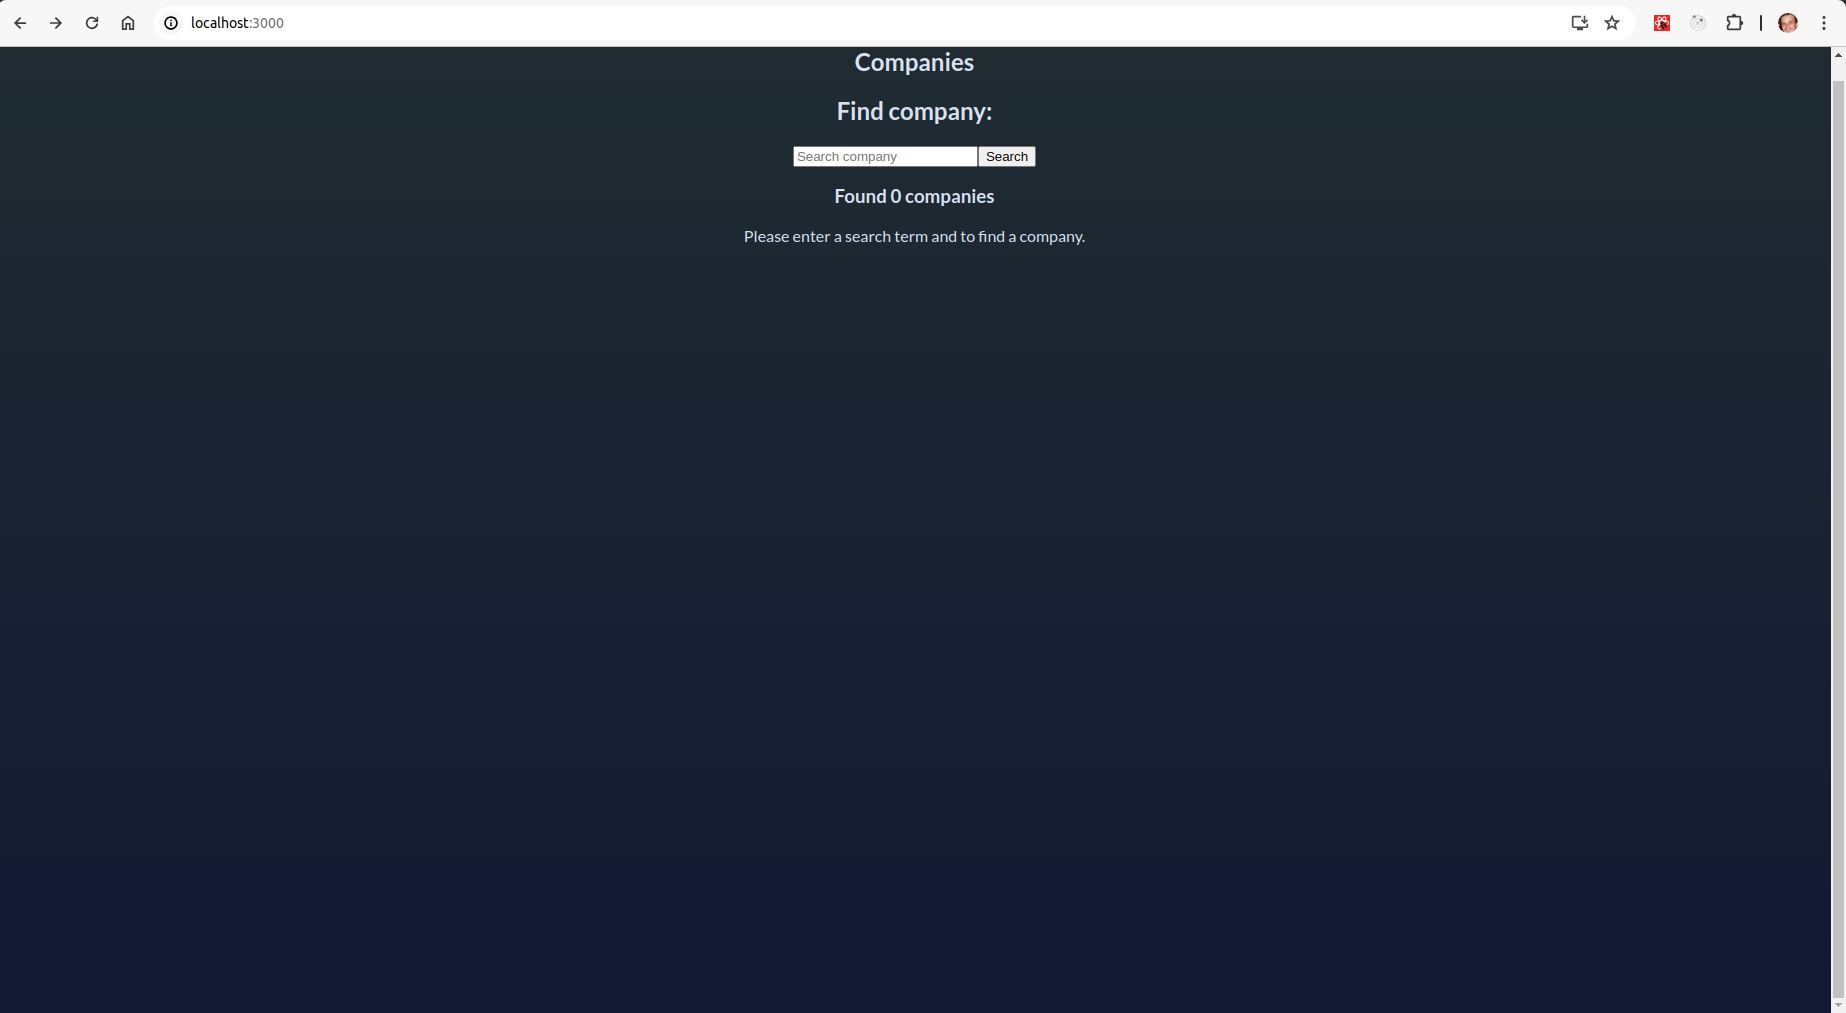 localhost:3000
Companies
Find company:
Search company
Search
Found 0 companies
Please enter a search term and to find a company.